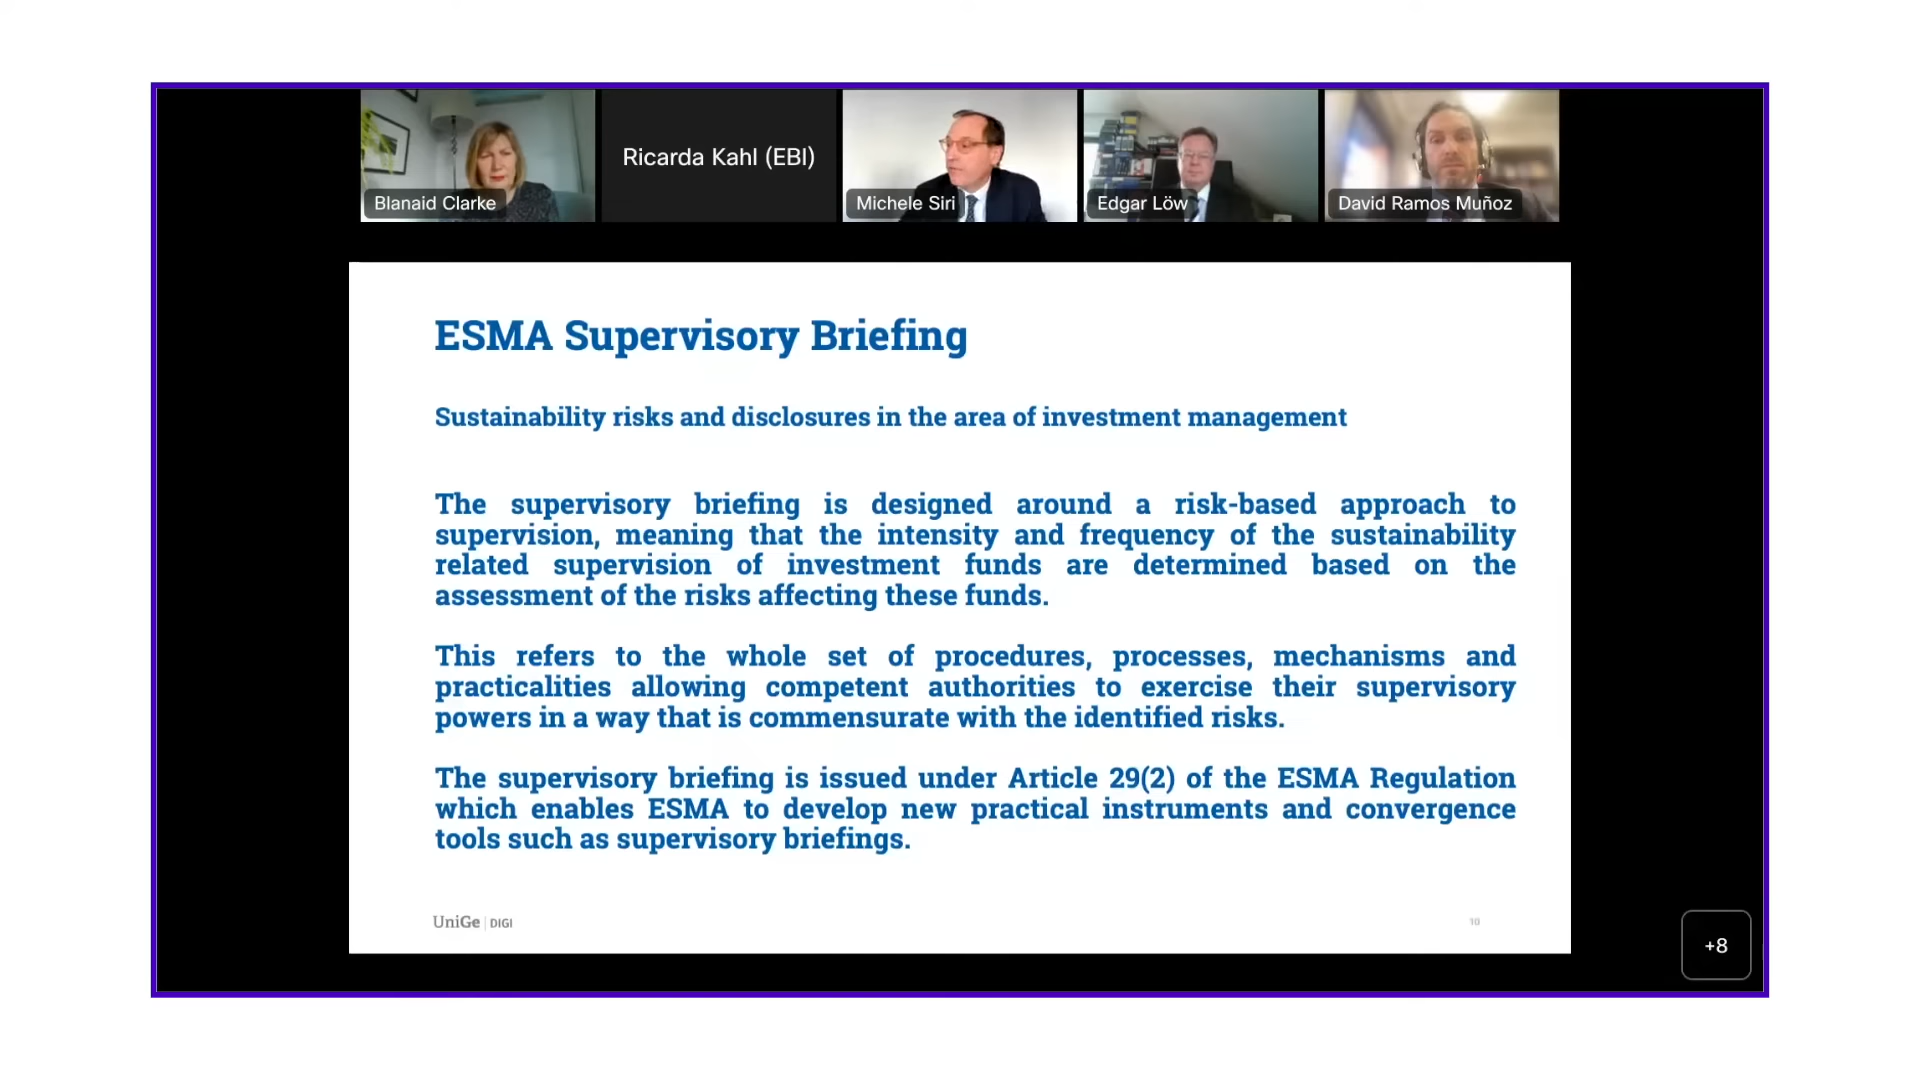 Blanaid Clarke
Ricarda Kahl (EBI)
Michele Siri
Edgar Löw
David Ramos Muñoz
ESMA Supervisory Briefing
Sustainability risks and disclosures in the area of investment management
The supervisory briefing is designed around a risk-based approach to
supervision, meaning that the intensity and frequency of the sustainability
related supervision of investment funds are determined based on the
assessment of the risks affecting these funds.
This refers to the whole set of procedures, processes, mechanisms and
practicalities allowing competent authorities to exercise their supervisory
powers in a way that is commensurate with the identified risks.
The supervisory briefing is issued under Article 29(2) of the ESMA Regulation
which enables ESMA to develop new practical instruments and convergence
tools such as supervisory briefings.
UniGe | DIGI
10
+8